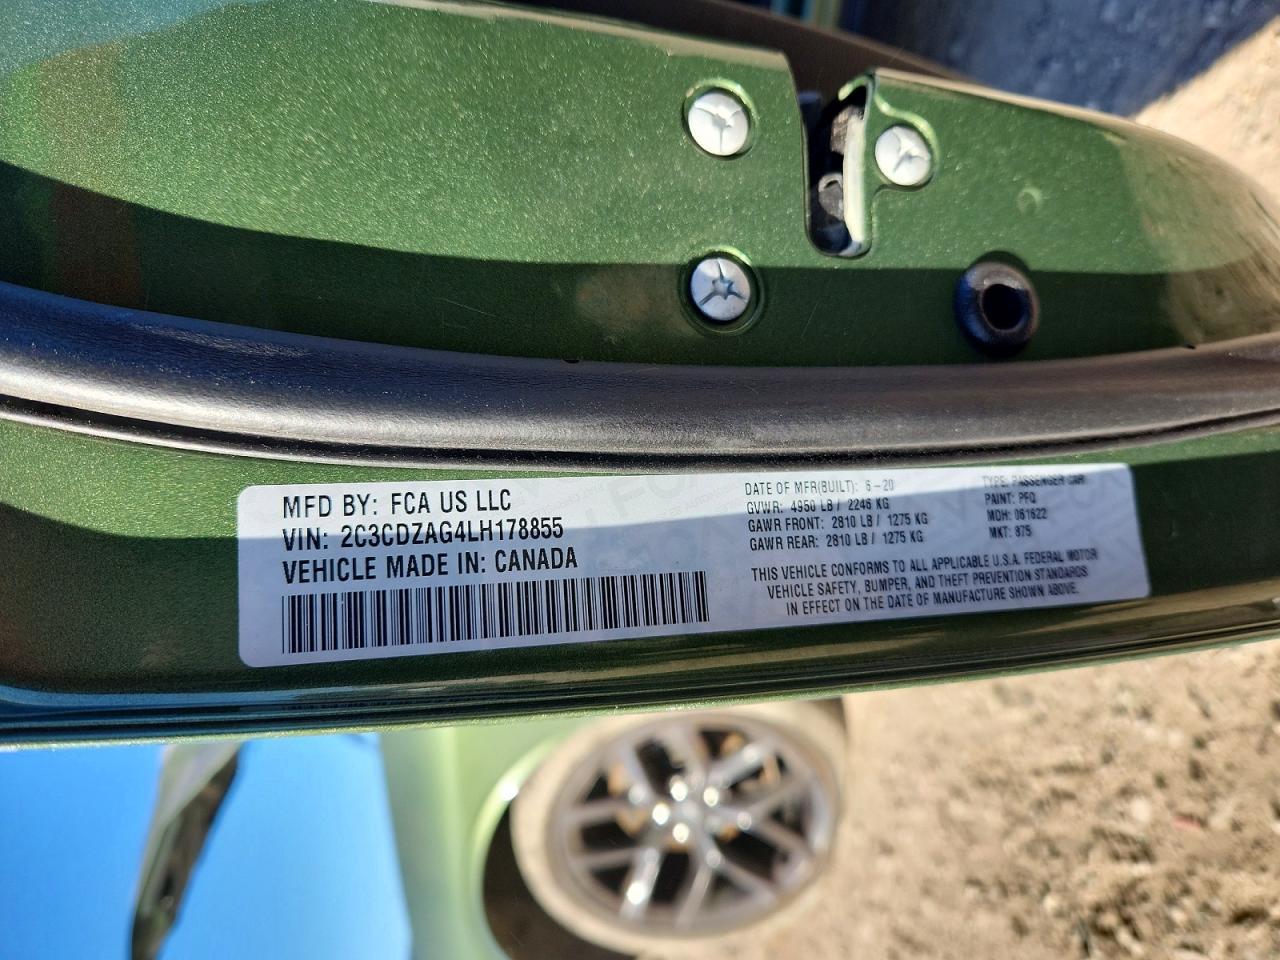 MFD BY: FCA US LLC
VIN: 2C3CDZAG4LH178855
VEHICLE MADE IN: CANADA
DATE OF MFR(BUILT): 6-20
GVWR: 4950 LB / 2246 KG
GAWR FRONT: 2810 LB / 1275 KG
GAWR REAR: 2810 LB / 1275 KG
TYPE: PASSENGER CAR
PAINT: PFQ
MDH: 061622
MKT: 875
THIS VEHICLE CONFORMS TO ALL APPLICABLE U.S.A. FEDERAL MOTOR
VEHICLE SAFETY, BUMPER, AND THEFT PREVENTION STANDARDS
IN EFFECT ON THE DATE OF MANUFACTURE SHOWN ABOVE.